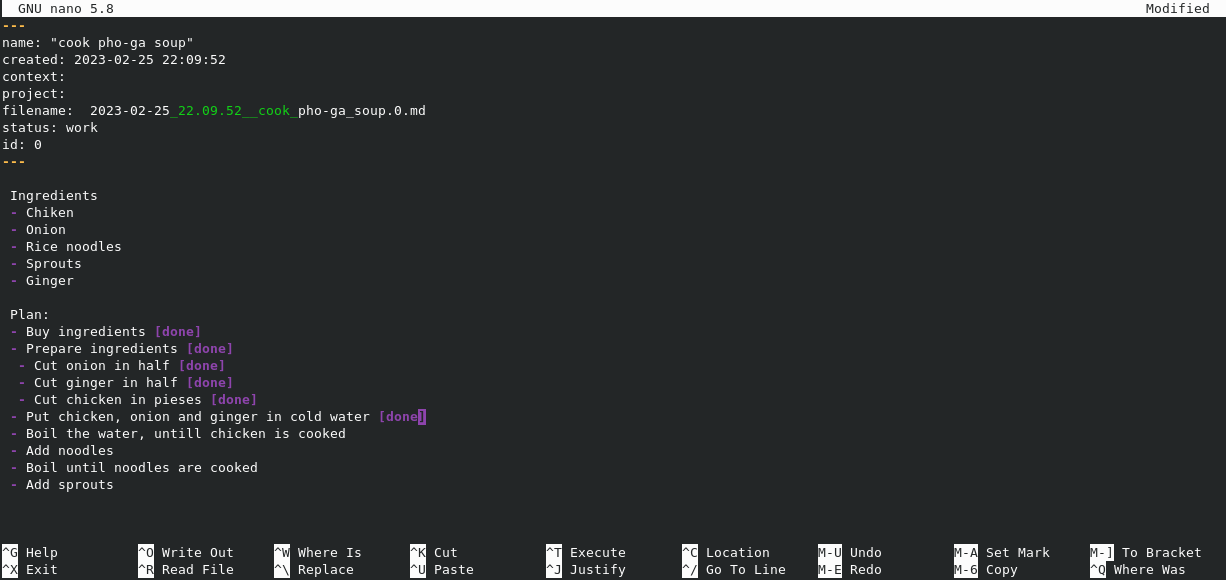 GNU nano 5.8 Modified
---
name: "cook pho-ga soup"
created: 2023-02-25 22:09:52
context:
project:
filename:  2023-02-25_22.09.52__cook_pho-ga_soup.0.md
status: work
id: 0
---
Ingredients
- Chiken
- Onion
- Rice noodles
- Sprouts
- Ginger
Plan:
- Buy ingredients [done]
- Prepare ingredients [done]
- Cut onion in half [done]
- Cut ginger in half [done]
- Cut chicken in pieses [done]
- Put chicken, onion and ginger in cold water [done]
- Boil the water, untill chicken is cooked
- Add noodles
- Boil until noodles are cooked
- Add sprouts
^G Help ^O Write Out ^W Where Is ^K Cut ^T Execute ^C Location M-U Undo M-A Set Mark M-] To Bracket
^X Exit ^R Read File ^\ Replace ^U Paste ^J Justify ^/ Go To Line M-E Redo M-6 Copy ^Q Where Was